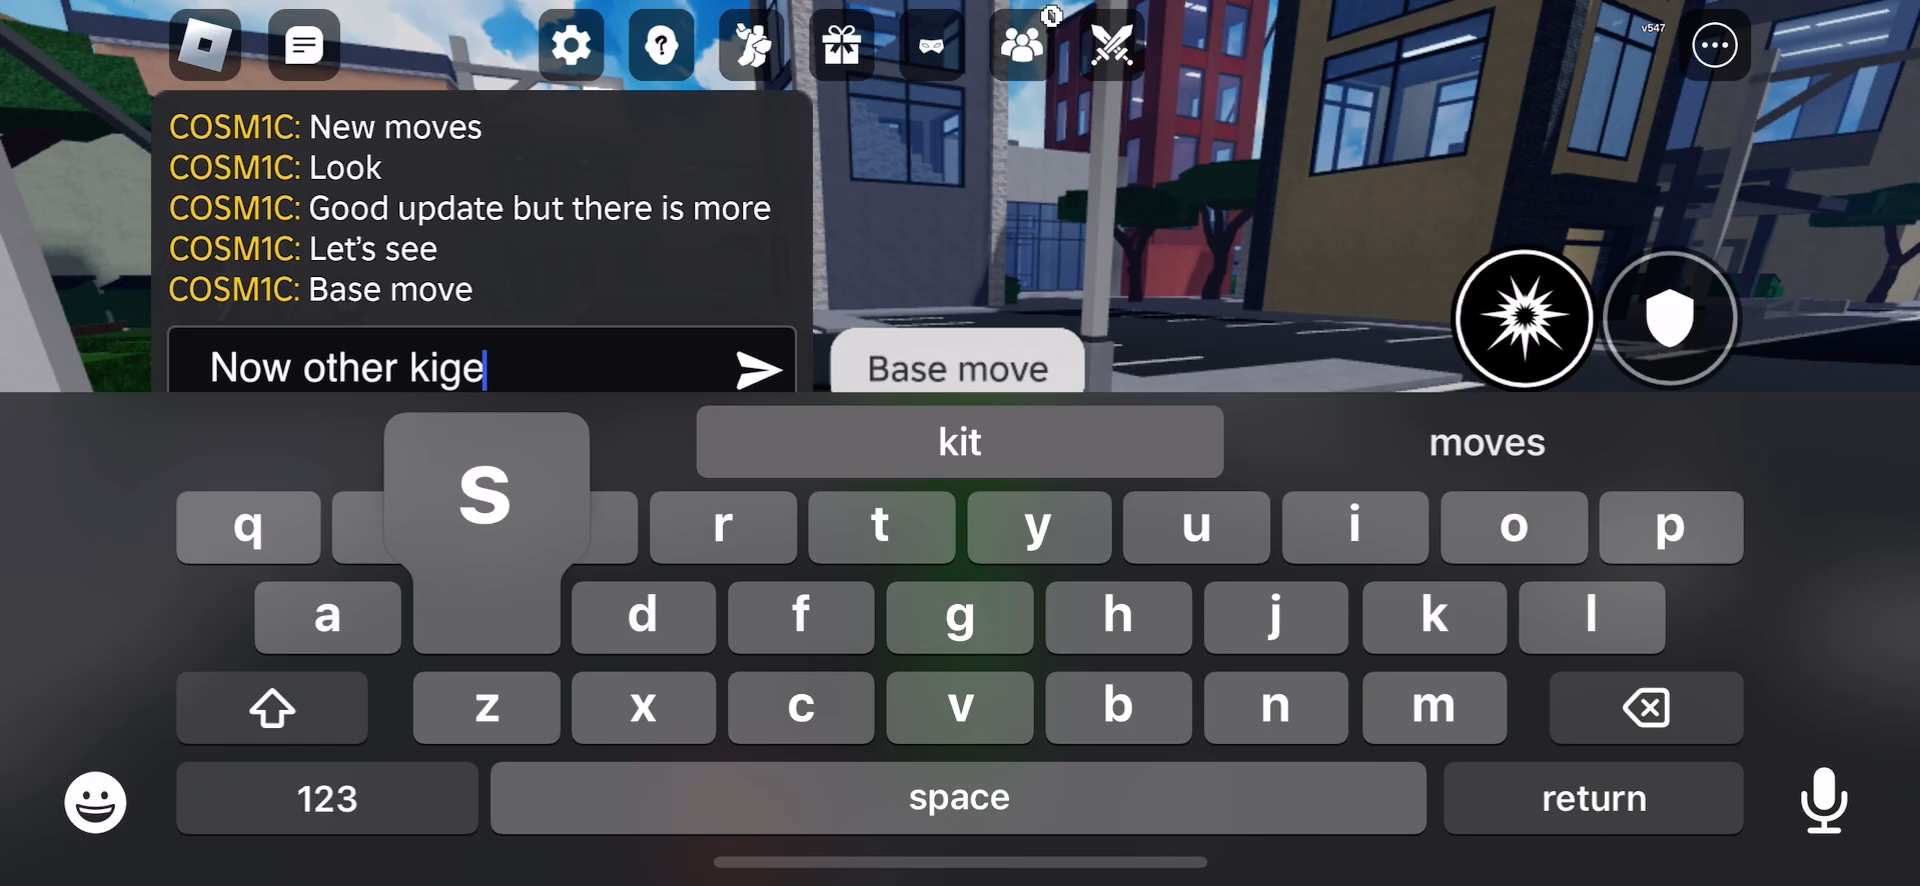 v547
COSM1C: New moves
COSM1C: Look
COSM1C: Good update but there is more
COSM1C: Let's see
COSM1C: Base move
Now other kige
Base move
kit
moves
S
q
r
t
y
u
i
o
p
a
d
f
g
h
j
k
l
z
x
c
v
b
n
m
123
space
return